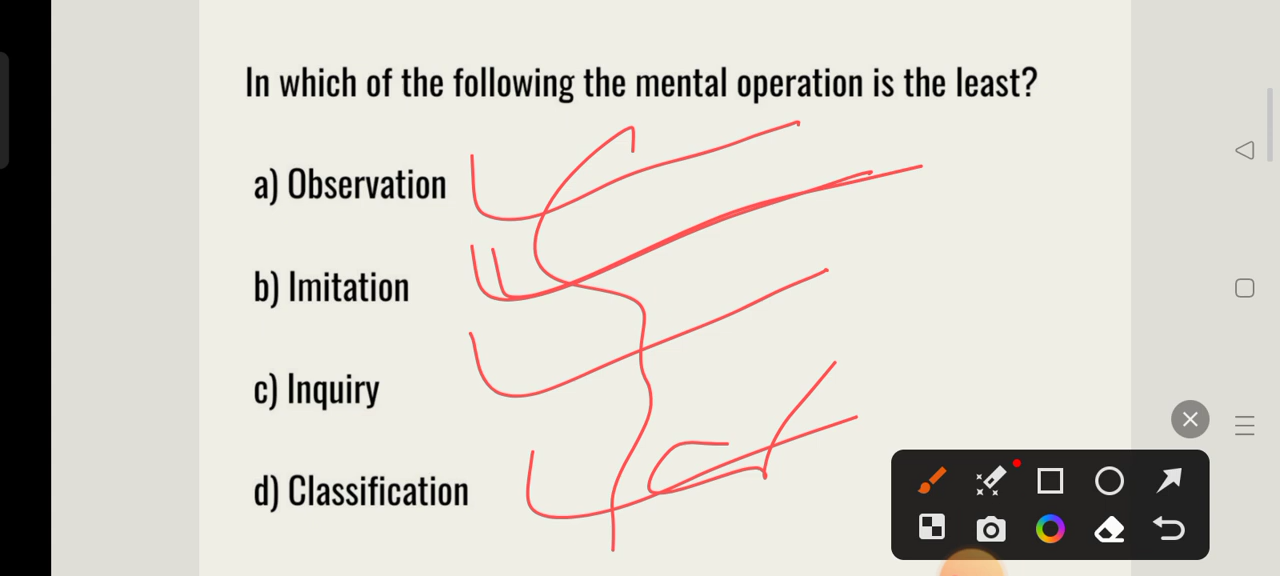 In which of the following the mental operation is the least?
a) Observation
b) Imitation
c) Inquiry
d) Classification